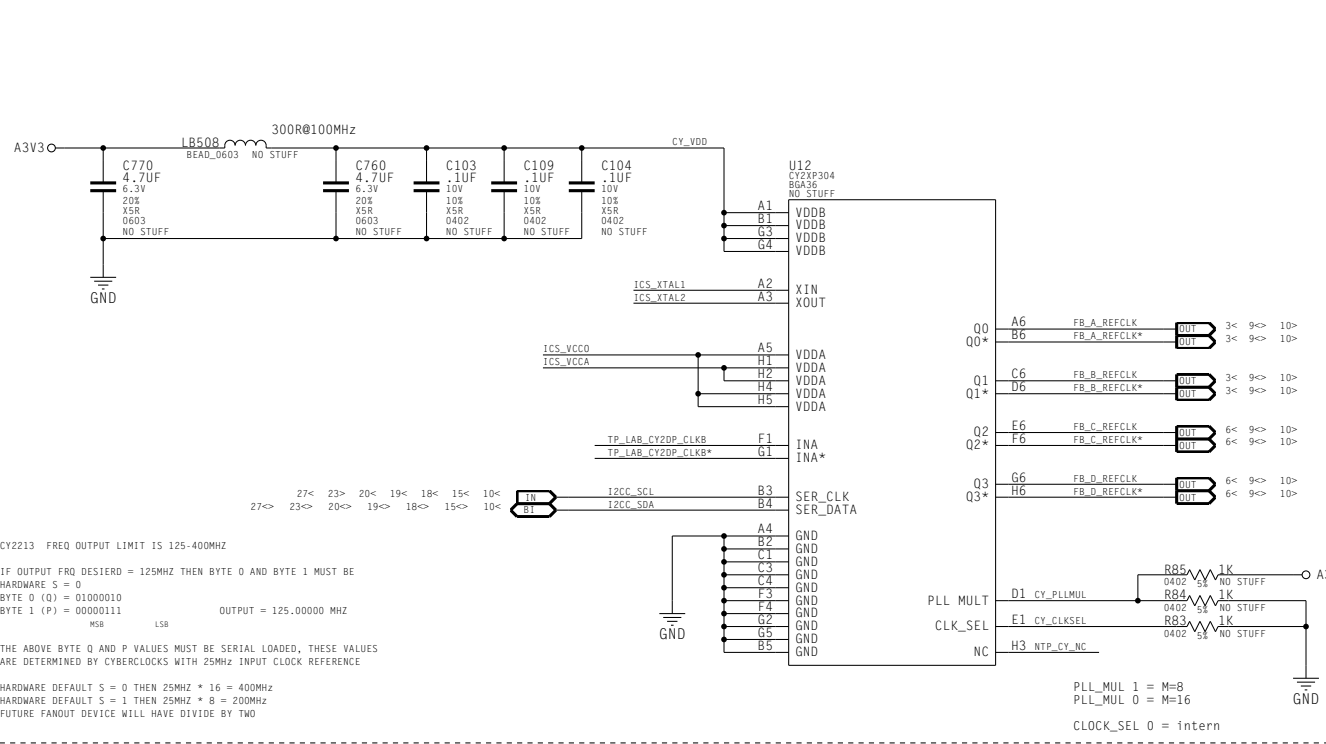 A3V3
LB508
300R@100MHz
BEAD_0603 NO STUFF
CY_VDD
C770
4.7UF
6.3V
20%
X5R
0603
NO STUFF
C760
4.7UF
6.3V
20%
X5R
0603
NO STUFF
C103
.1UF
10V
10%
X5R
0402
NO STUFF
C109
.1UF
10V
10%
X5R
0402
NO STUFF
C104
.1UF
10V
10%
X5R
0402
NO STUFF
GND
U12
CY2XP304
BGA36
NO STUFF
A1 VDDB
B1 VDDB
G3 VDDB
G4 VDDB
ICS_XTAL1 A2 XIN
ICS_XTAL2 A3 XOUT
ICS_VCCO A5 VDDA
ICS_VCCA H1 VDDA
H2 VDDA
H4 VDDA
H5 VDDA
TP_LAB_CY2DP_CLKB F1 INA
TP_LAB_CY2DP_CLKB* G1 INA*
27< 23> 20< 19< 18< 15< 10< IN I2CC_SCL B3 SER_CLK
27<> 23<> 20<> 19<> 18<> 15<> 10< BI I2CC_SDA B4 SER_DATA
A4 GND
B2 GND
C1 GND
C3 GND
C4 GND
F3 GND
F4 GND
G2 GND
G5 GND
B5 GND
GND
Q0 A6 FB_A_REFCLK OUT 3< 9<> 10>
Q0* B6 FB_A_REFCLK* OUT 3< 9<> 10>
Q1 C6 FB_B_REFCLK OUT 3< 9<> 10>
Q1* D6 FB_B_REFCLK* OUT 3< 9<> 10>
Q2 E6 FB_C_REFCLK OUT 6< 9<> 10>
Q2* F6 FB_C_REFCLK* OUT 6< 9<> 10>
Q3 G6 FB_D_REFCLK OUT 6< 9<> 10>
Q3* H6 FB_D_REFCLK* OUT 6< 9<> 10>
R85 1K
0402 5% NO STUFF
PLL MULT D1 CY_PLLMUL R84 1K
0402 5% NO STUFF
CLK_SEL E1 CY_CLKSEL R83 1K
0402 5% NO STUFF
NC H3 NTP_CY_NC
GND
PLL_MUL 1 = M=8
PLL_MUL 0 = M=16
CLOCK_SEL 0 = intern
CY2213 FREQ OUTPUT LIMIT IS 125-400MHZ
IF OUTPUT FRQ DESIERD = 125MHZ THEN BYTE 0 AND BYTE 1 MUST BE
HARDWARE S = 0
BYTE 0 (Q) = 01000010
BYTE 1 (P) = 00000111 OUTPUT = 125.00000 MHZ
MSB LSB
THE ABOVE BYTE Q AND P VALUES MUST BE SERIAL LOADED, THESE VALUES
ARE DETERMINED BY CYBERCLOCKS WITH 25MHz INPUT CLOCK REFERENCE
HARDWARE DEFAULT S = 0 THEN 25MHZ * 16 = 400MHz
HARDWARE DEFAULT S = 1 THEN 25MHZ * 8 = 200MHz
FUTURE FANOUT DEVICE WILL HAVE DIVIDE BY TWO